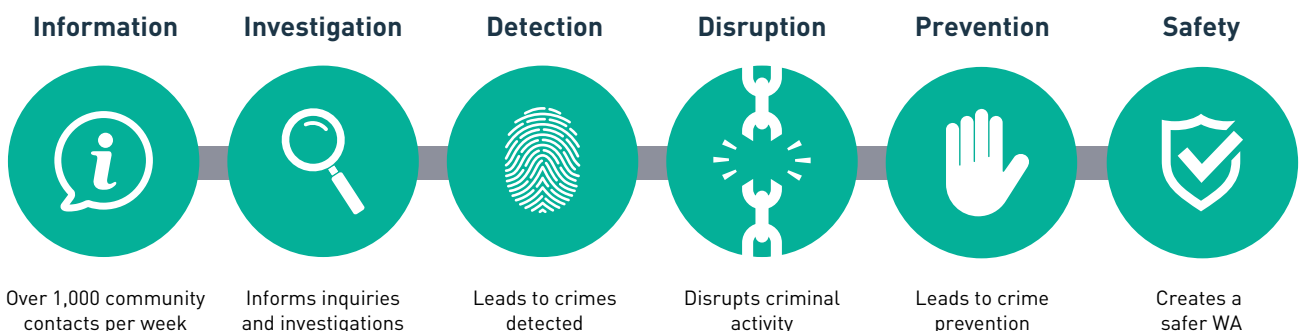 Information
Investigation
Detection
Disruption
Prevention
Safety
i
Over 1,000 community
contacts per week
Informs inquiries
and investigations
Leads to crimes
detected
Disrupts criminal
activity
Leads to crime
prevention
Creates a
safer WA